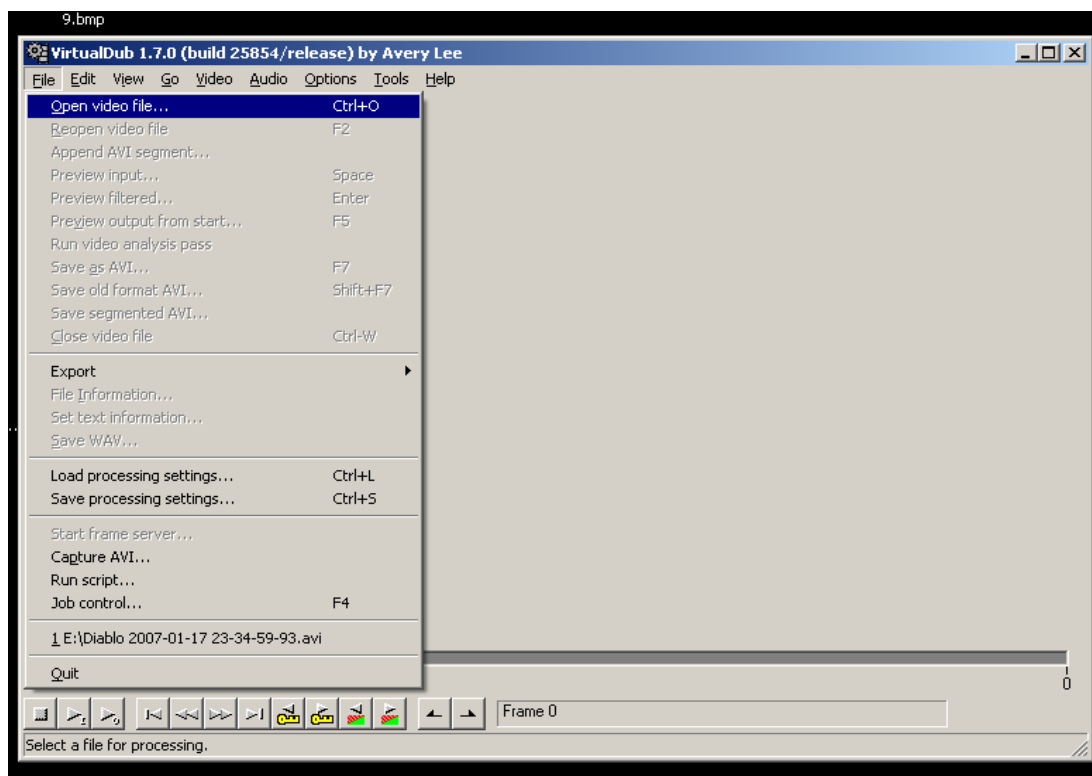 9.bmp
VirtualDub 1.7.0 (build 25854/release) by Avery Lee
File Edit View Go Video Audio Options Tools Help
Open video file... Ctrl+O
Reopen video file F2
Append AVI segment...
Preview input... Space
Preview filtered... Enter
Preview output from start... F5
Run video analysis pass
Save as AVI... F7
Save old format AVI... Shift+F7
Save segmented AVI...
Close video file Ctrl-W
Export
File Information...
Set text information...
Save WAV...
Load processing settings... Ctrl+L
Save processing settings... Ctrl+S
Start frame server...
Capture AVI...
Run script...
Job control... F4
1 E:\Diablo 2007-01-17 23-34-59-93.avi
Quit
0
Frame 0
Select a file for processing.